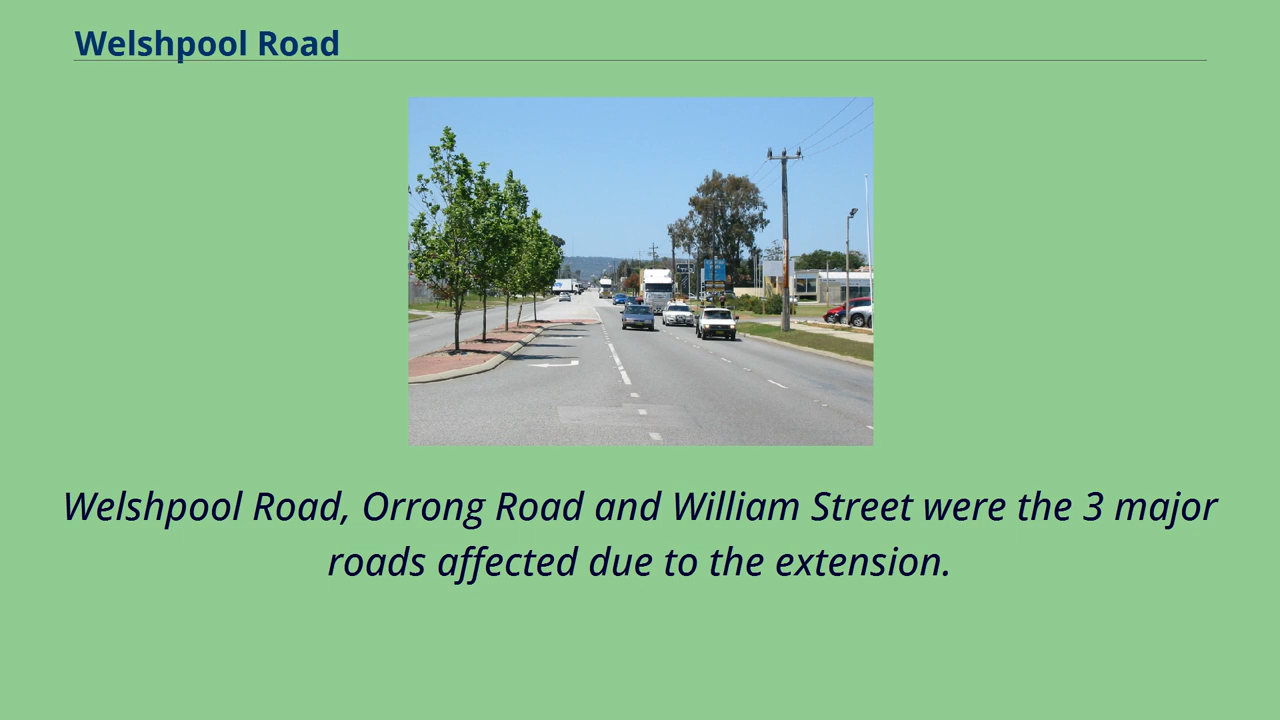 Welshpool Road
Welshpool Road, Orrong Road and William Street were the 3 major
roads affected due to the extension.